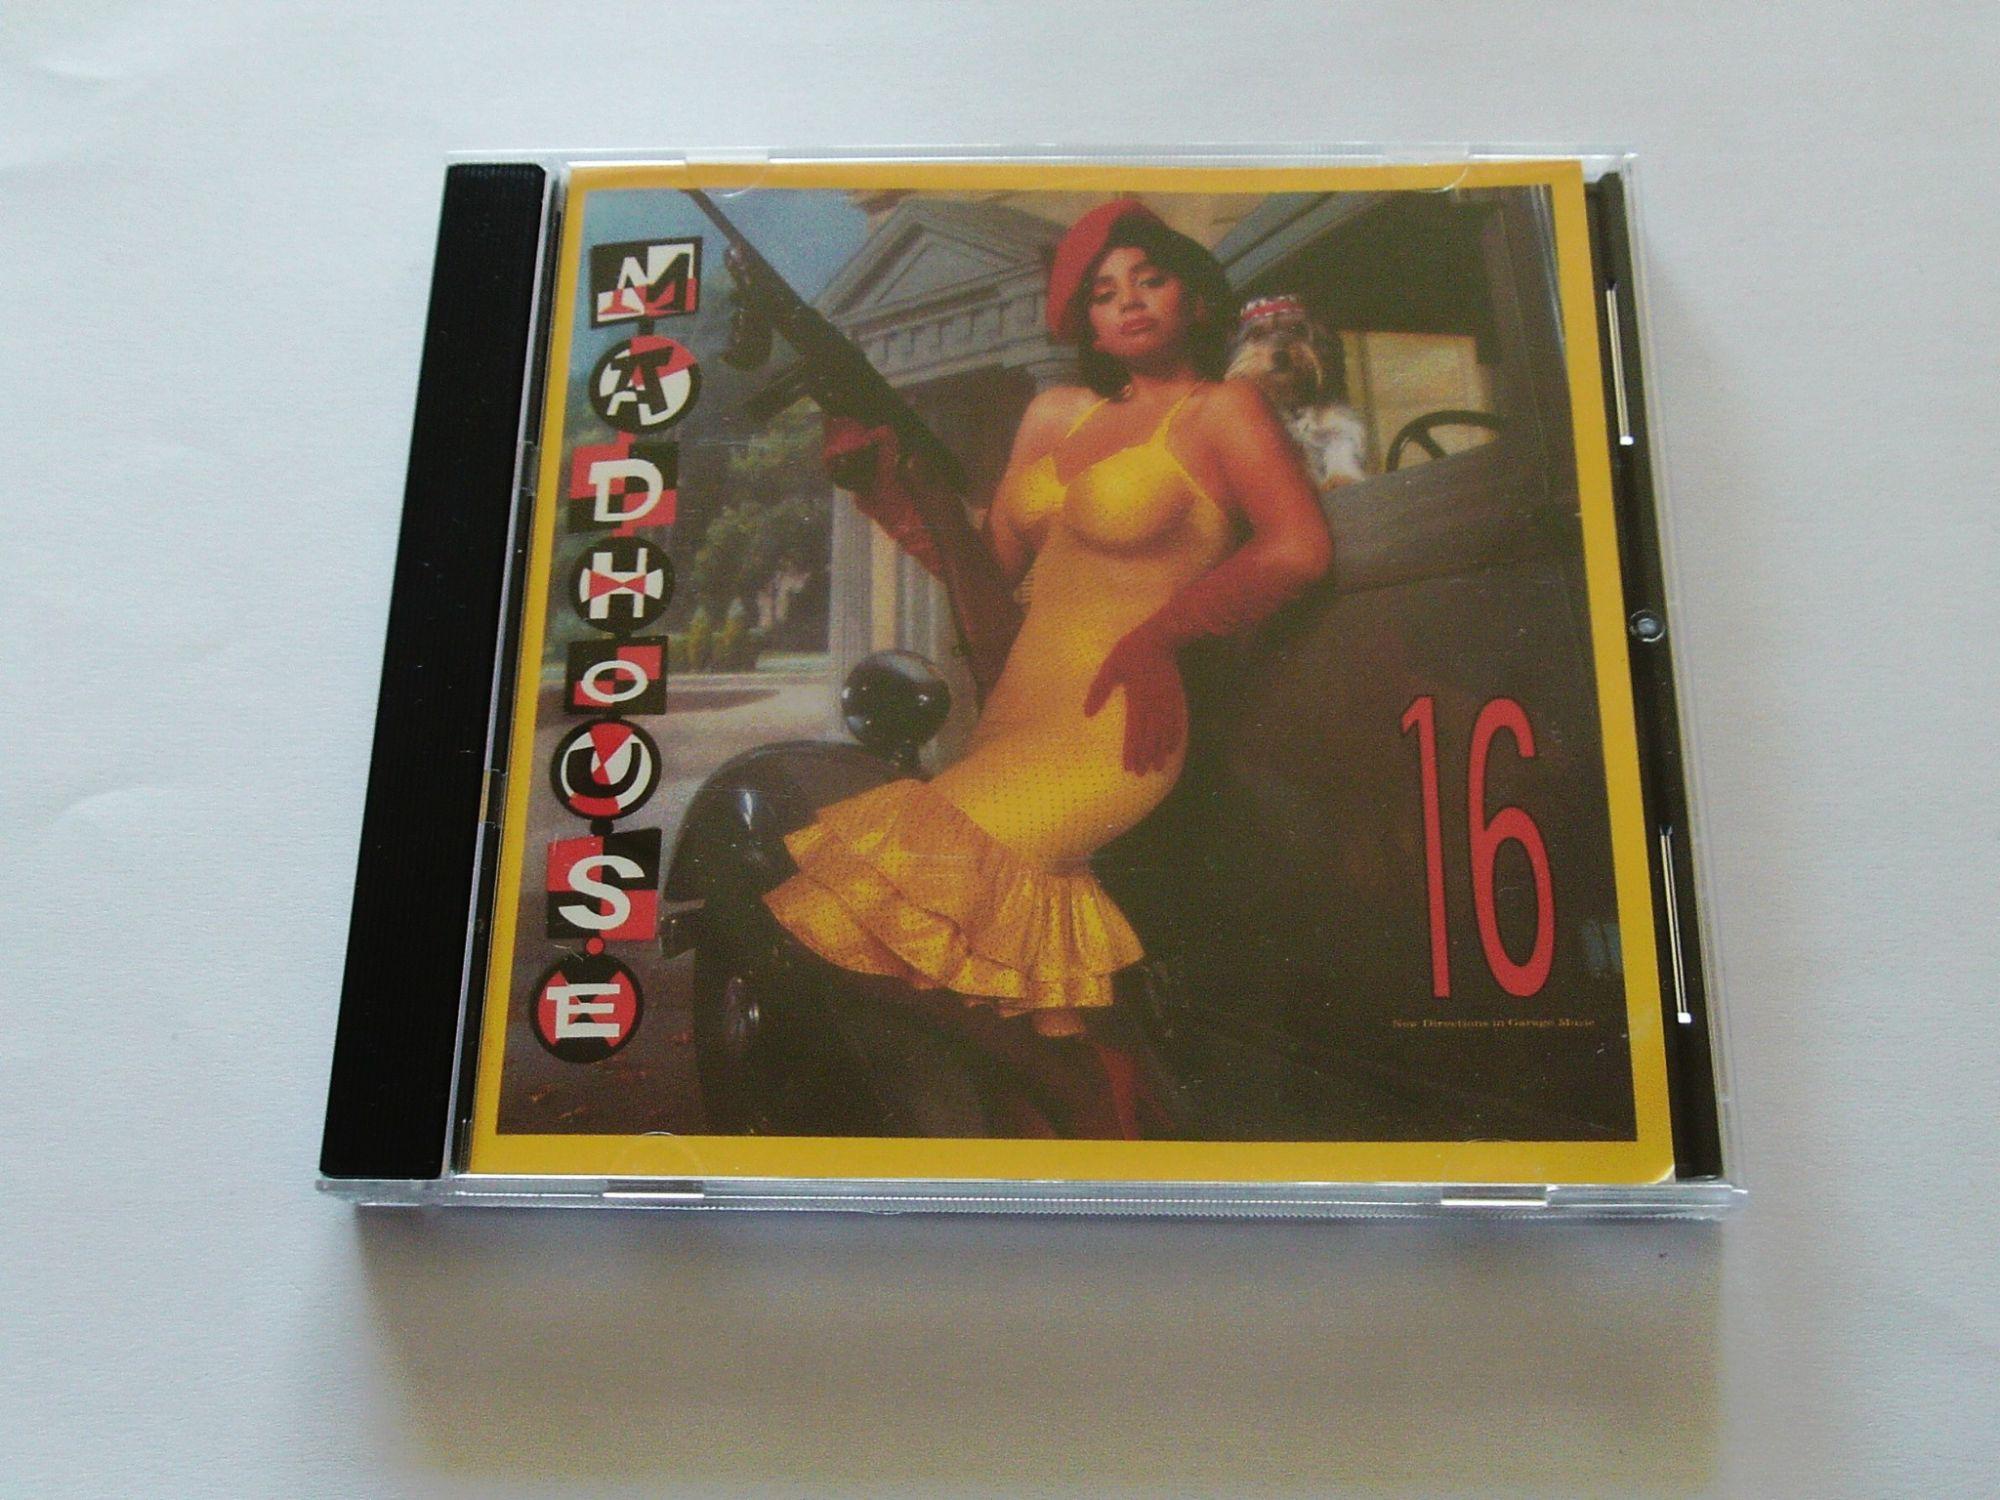 MADHOUSE
16
New Directions in Garage Music